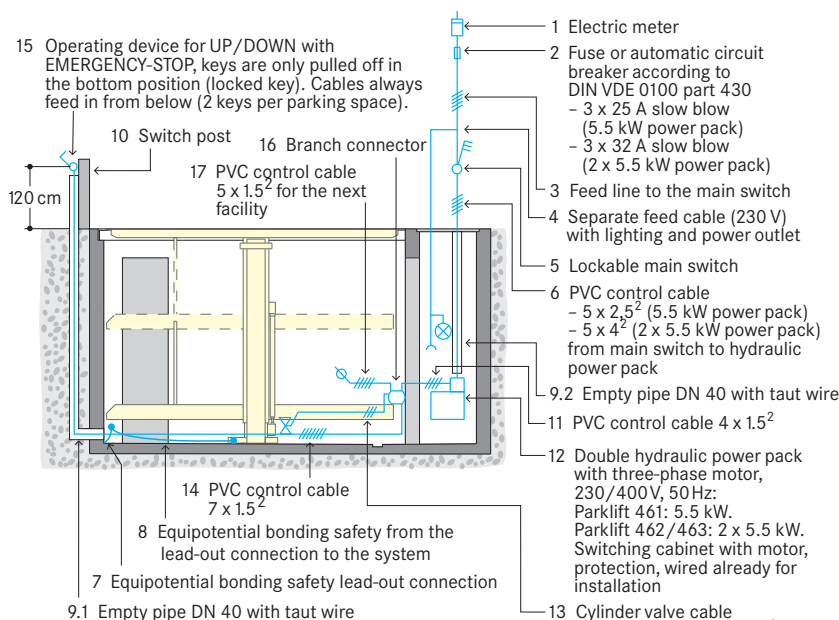 15 Operating device for UP/DOWN with
EMERGENCY-STOP, keys are only pulled off in
the bottom position (locked key). Cables always
feed in from below (2 keys per parking space).
10 Switch post
120 cm
16 Branch connector
17 PVC control cable
5 x 1.5² for the next
facility
1 Electric meter
2 Fuse or automatic circuit
breaker according to
DIN VDE 0100 part 430
– 3 x 25 A slow blow
(5.5 kW power pack)
– 3 x 32 A slow blow
(2 x 5.5 kW power pack)
3 Feed line to the main switch
4 Separate feed cable (230 V)
with lighting and power outlet
5 Lockable main switch
6 PVC control cable
– 5 x 2,5² (5.5 kW power pack)
– 5 x 4² (2 x 5.5 kW power pack)
from main switch to hydraulic
power pack
9.2 Empty pipe DN 40 with taut wire
11 PVC control cable 4 x 1.5²
12 Double hydraulic power pack
with three-phase motor,
230/400V, 50Hz:
Parklift 461: 5.5 kW.
Parklift 462/463: 2 x 5.5 kW.
Switching cabinet with motor,
protection, wired already for
installation
13 Cylinder valve cable
14 PVC control cable
7 x 1.5²
8 Equipotential bonding safety from the
lead-out connection to the system
7 Equipotential bonding safety lead-out connection
9.1 Empty pipe DN 40 with taut wire